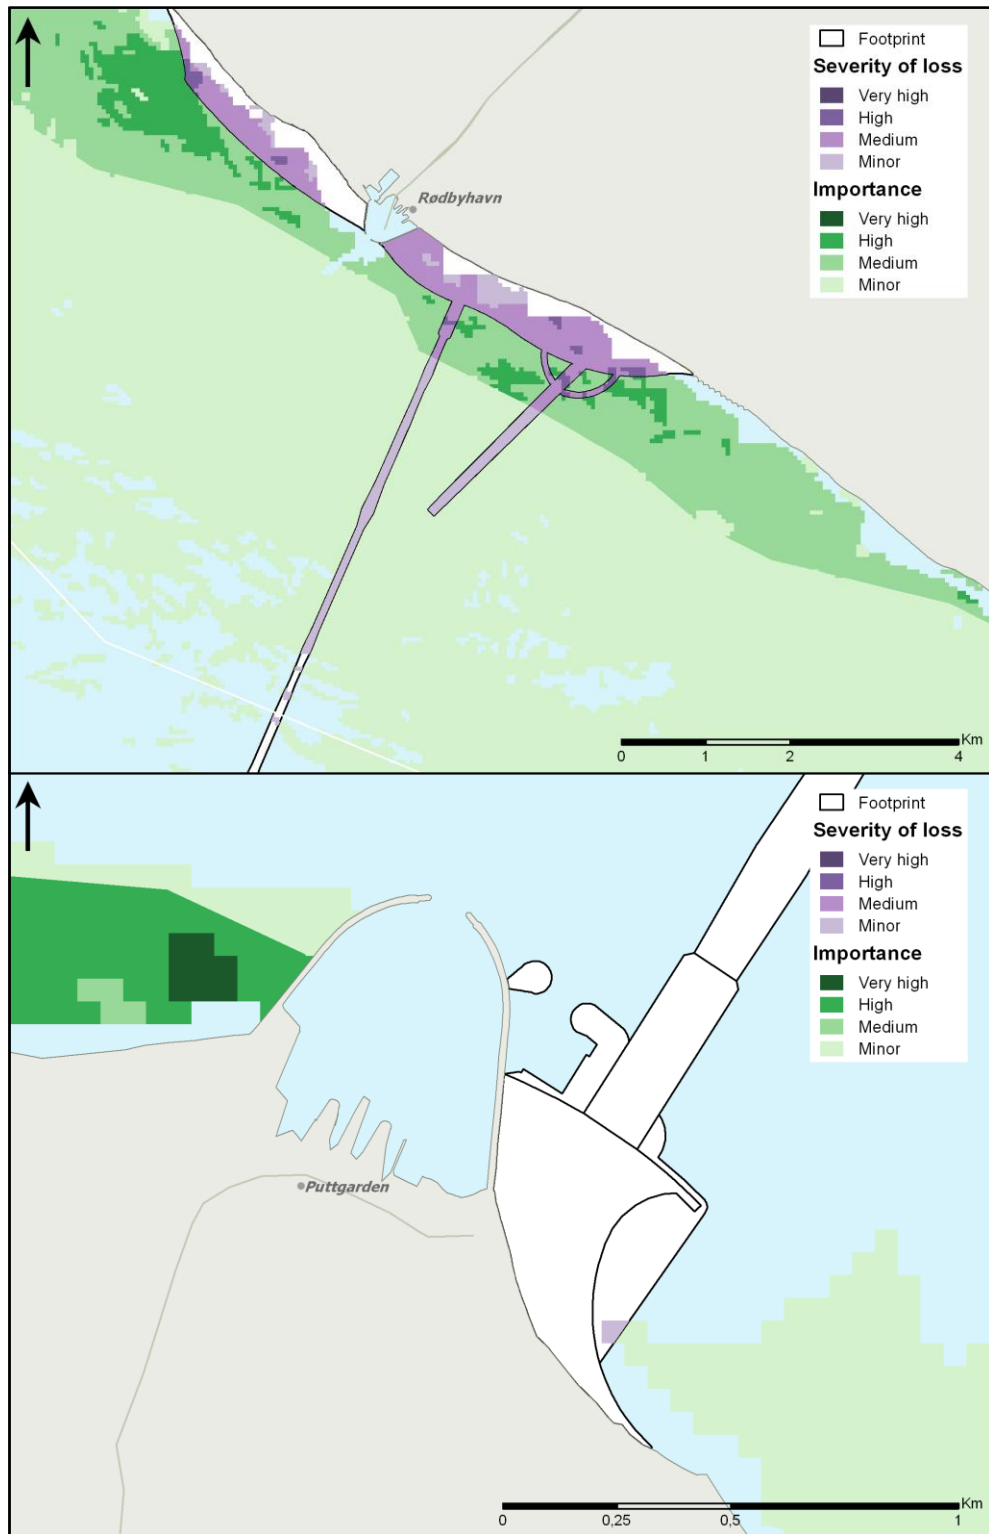 Footprint
Severity of loss
Very high
High
Medium
Minor
Importance
Very high
High
Medium
Minor
Rødbyhavn
Km
0 1 2 4
Footprint
Severity of loss
Very high
High
Medium
Minor
Importance
Very high
High
Medium
Minor
Puttgarden
Km
0 0,25 0,5 1